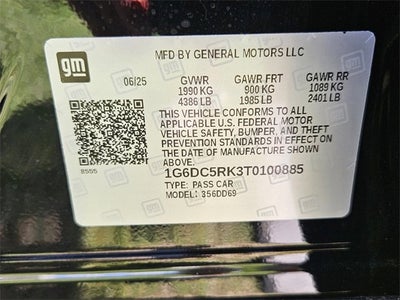 gm
MFD BY GENERAL MOTORS LLC
06/25 GVWR GAWR FRT GAWR RR
1990 KG 900 KG 1089 KG
4386 LB 1985 LB 2401 LB
THIS VEHICLE CONFORMS TO ALL
APPLICABLE U.S. FEDERAL MOTOR
VEHICLE SAFETY, BUMPER, AND THEFT
PREVENTION STANDARDS IN EFFECT ON
THE DATE OF MANUFACTURE SHOWN ABOVE.
8555
1G6DC5RK3T0100885
TYPE: PASS CAR
MODEL: 356DD69